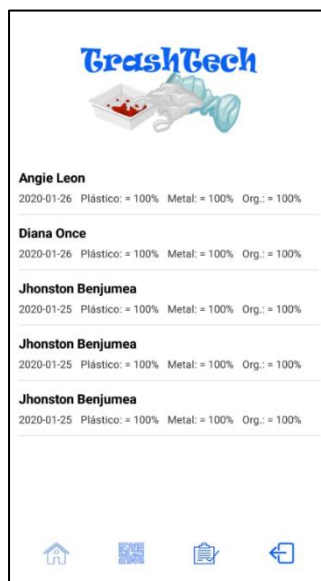 TrashTech
Angie Leon
2020-01-26 Plástico: = 100% Metal: = 100% Org.: = 100%
Diana Once
2020-01-26 Plástico: = 100% Metal: = 100% Org.: = 100%
Jhonston Benjumea
2020-01-25 Plástico: = 100% Metal: = 100% Org.: = 100%
Jhonston Benjumea
2020-01-25 Plástico: = 100% Metal: = 100% Org.: = 100%
Jhonston Benjumea
2020-01-25 Plástico: = 100% Metal: = 100% Org.: = 100%